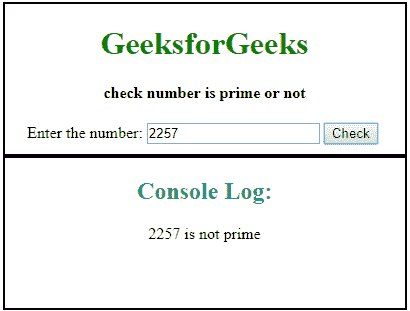 GeeksforGeeks
check number is prime or not
Enter the number: 2257 Check
Console Log:
2257 is not prime